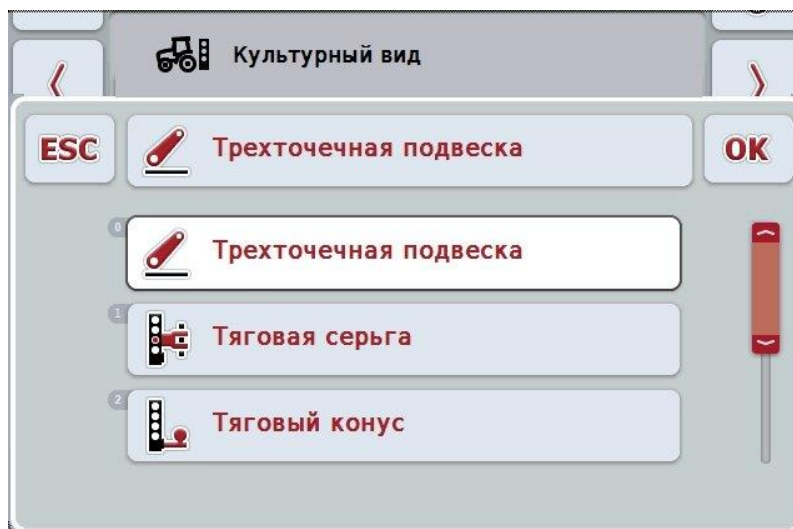 Культурный вид
ESC
Трехточечная подвеска
OK
0
Трехточечная подвеска
1
Тяговая серьга
2
Тяговый конус